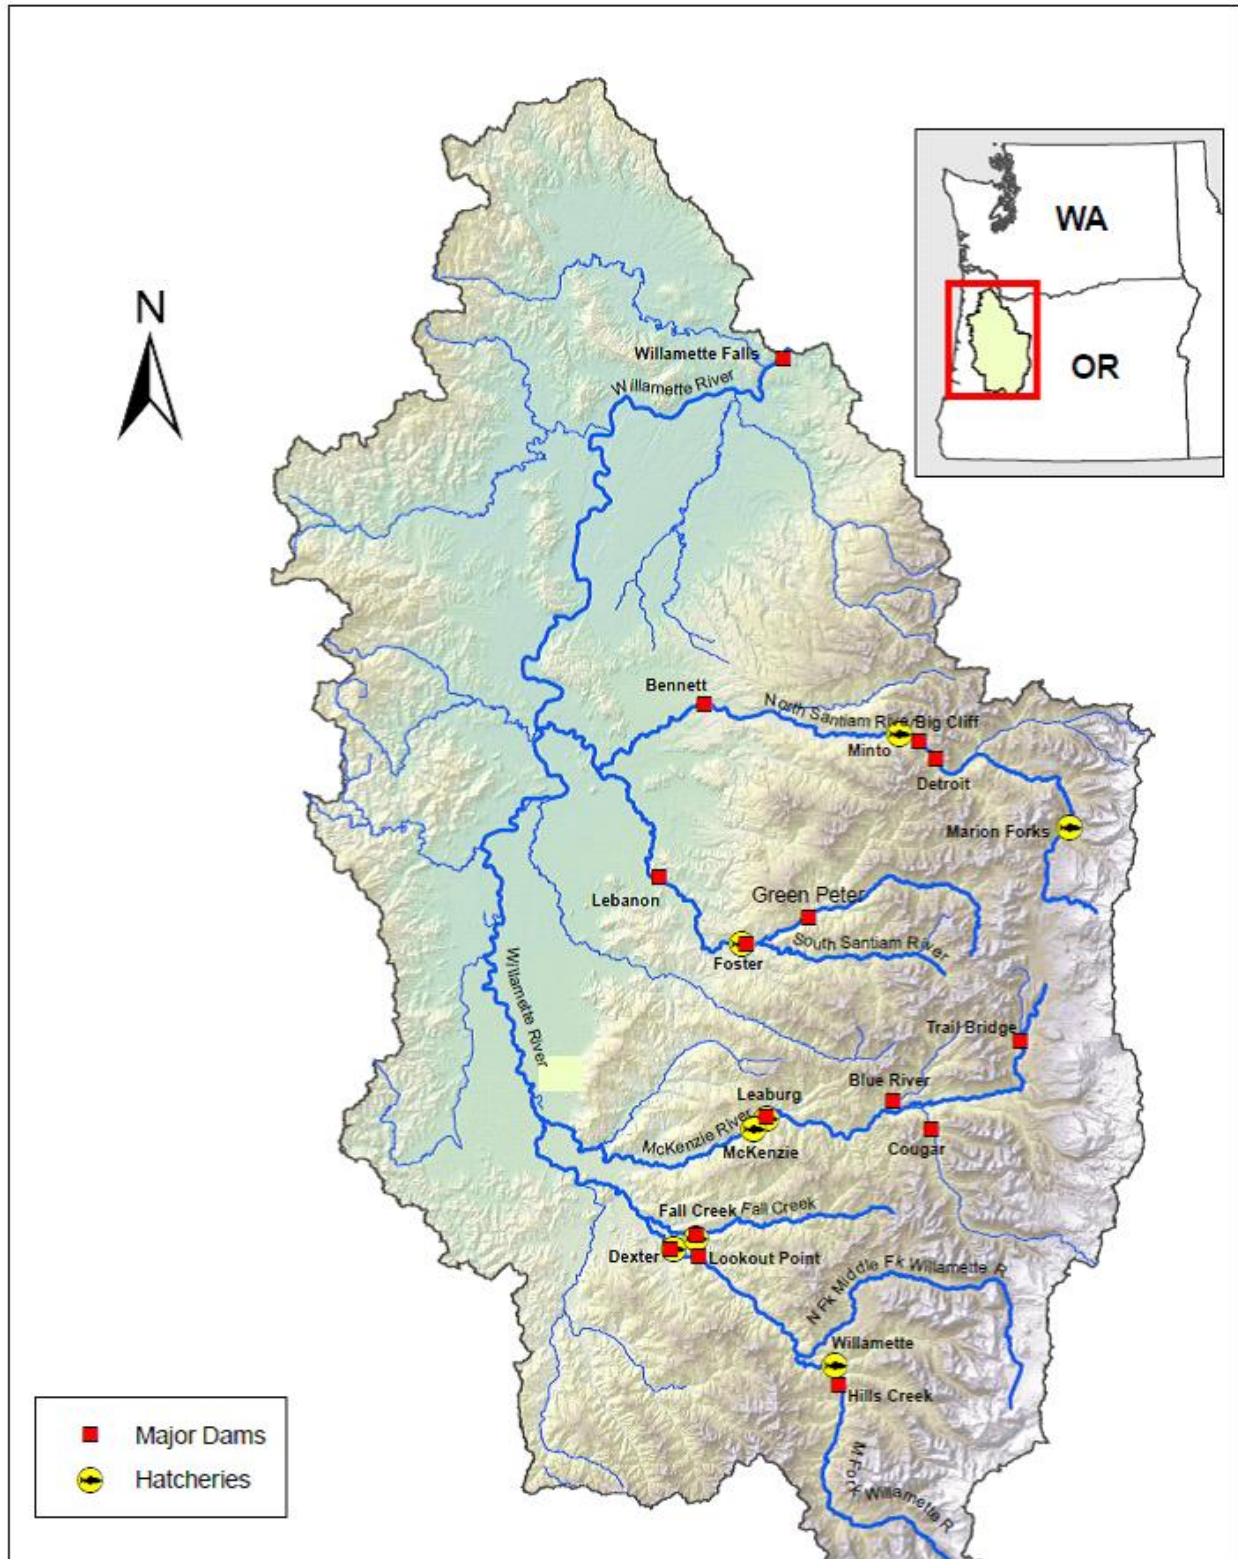 N
WA
OR
Willamette Falls
Willamette River
Bennett
North Santiam River
Big Cliff
Minto
Detroit
Marion Forks
Lebanon
Green Peter
South Santiam River
Foster
Willamette River
Trail Bridge
Blue River
Leaburg
McKenzie River
McKenzie
Cougar
Fall Creek
Fall Creek
Dexter
Lookout Point
N Fk Middle Fk Willamette R
Willamette
Hills Creek
M Fork Willamette R
Major Dams
Hatcheries